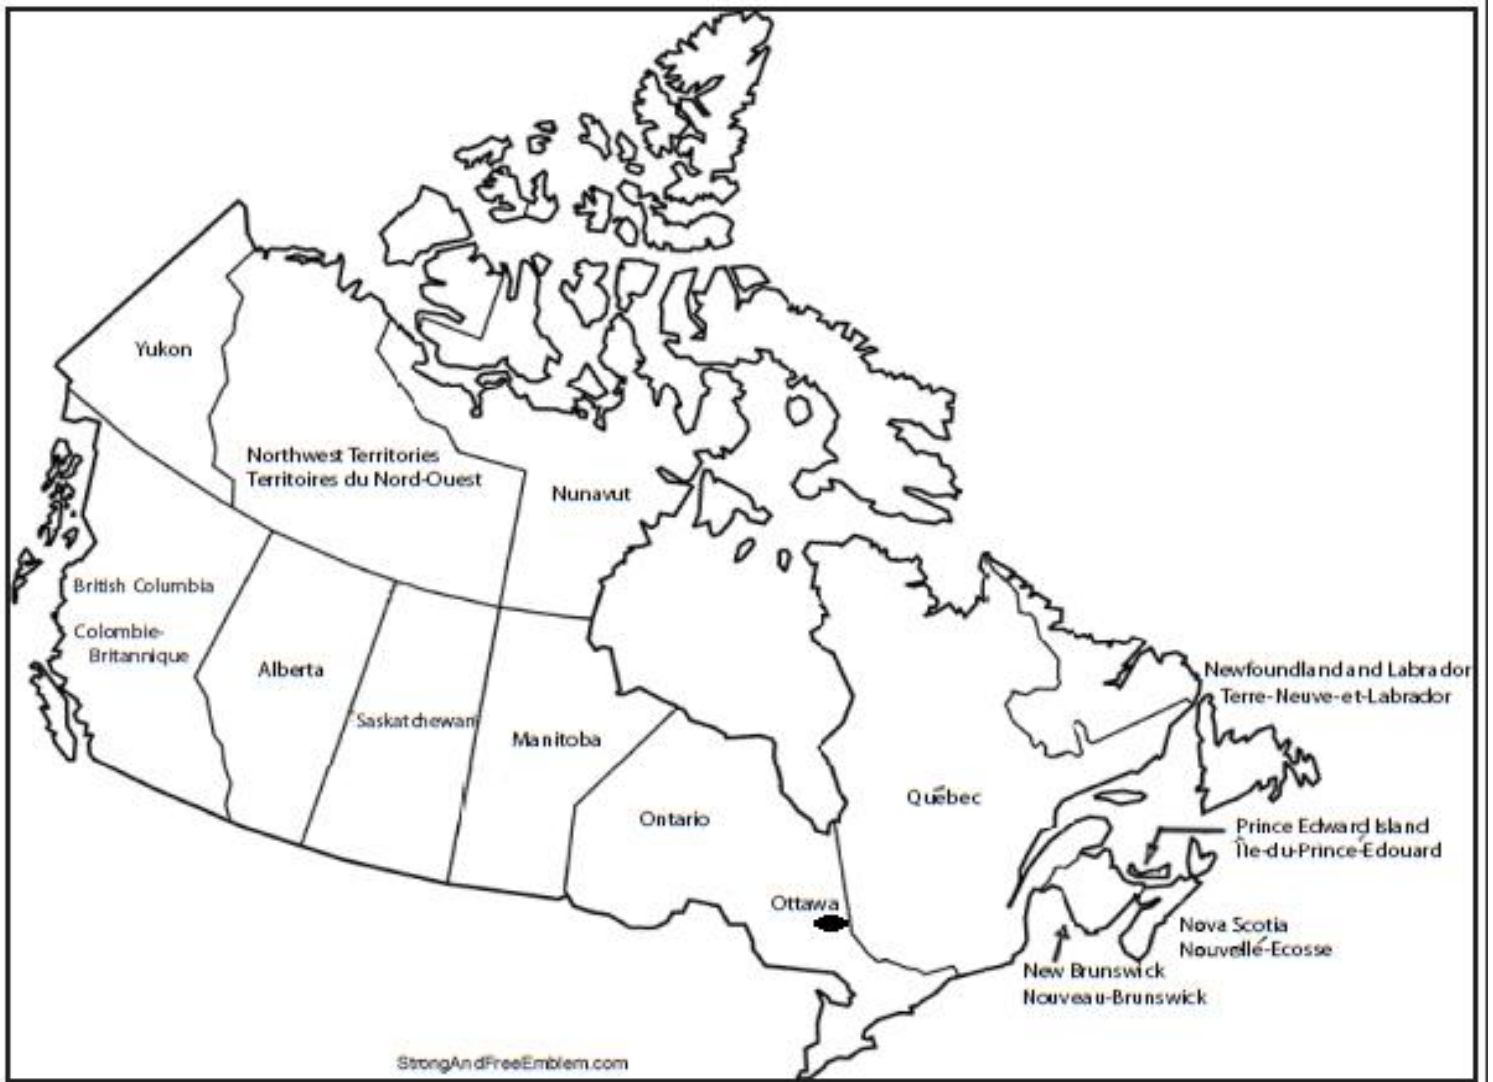 Yukon
Northwest Territories
Territoires du Nord-Ouest
Nunavut
British Columbia
Colombie-
Britannique
Alberta
Saskatchewan
Manitoba
Ontario
Ottawa
Québec
Newfoundland and Labrador
Terre-Neuve-et-Labrador
Prince Edward Island
Île-du-Prince-Édouard
Nova Scotia
Nouvellé-Ecosse
New Brunswick
Nouveau-Brunswick
StrongAndFreeEmblem.com